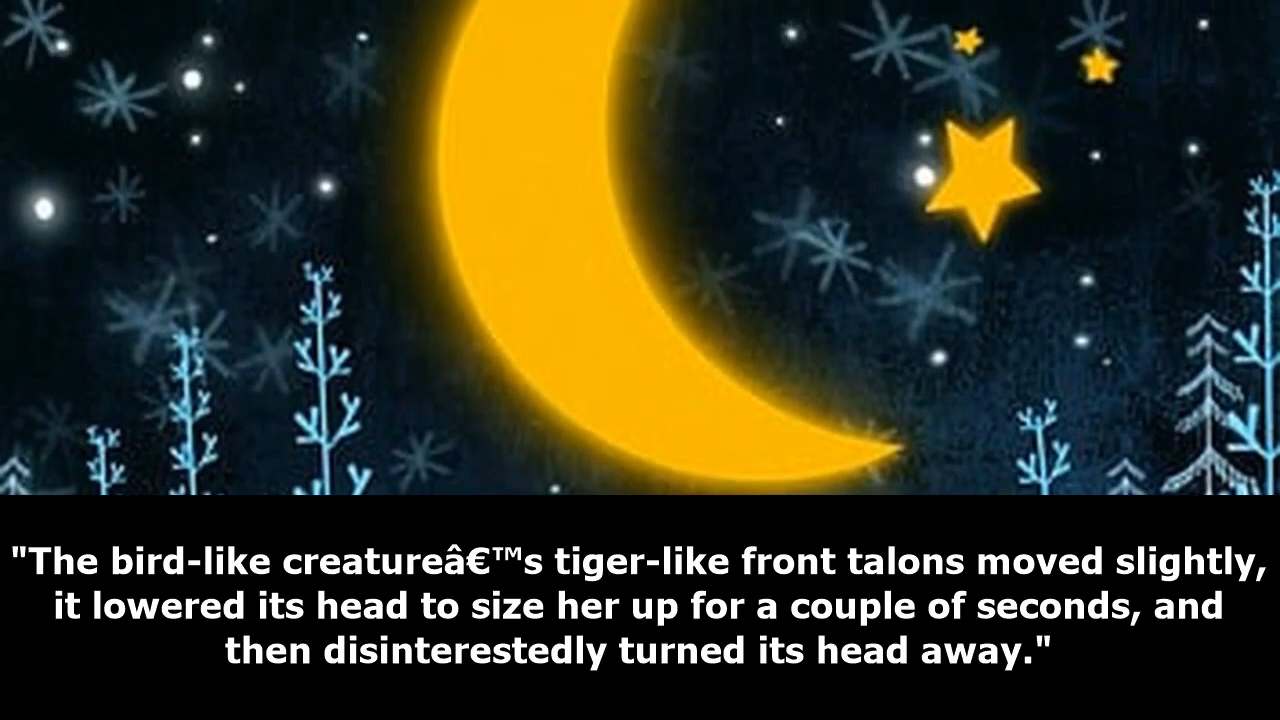 "The bird-like creatureâ€™s tiger-like front talons moved slightly,
it lowered its head to size her up for a couple of seconds, and
then disinterestedly turned its head away."